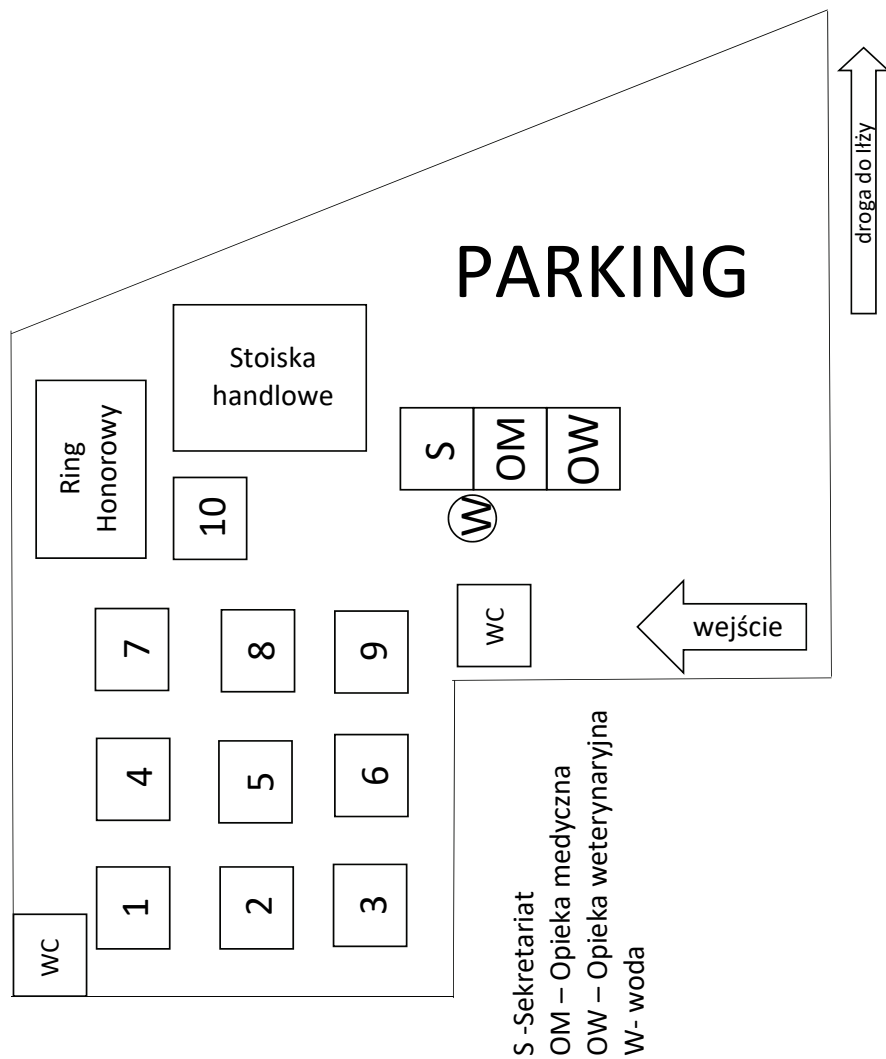 PARKING
droga do Iłży
Stoiska
handlowe
Ring
Honorowy
10
S
OM
OW
W
7
8
9
WC
wejście
4
5
6
1
2
3
WC
S -Sekretariat
OM – Opieka medyczna
OW – Opieka weterynaryjna
W- woda